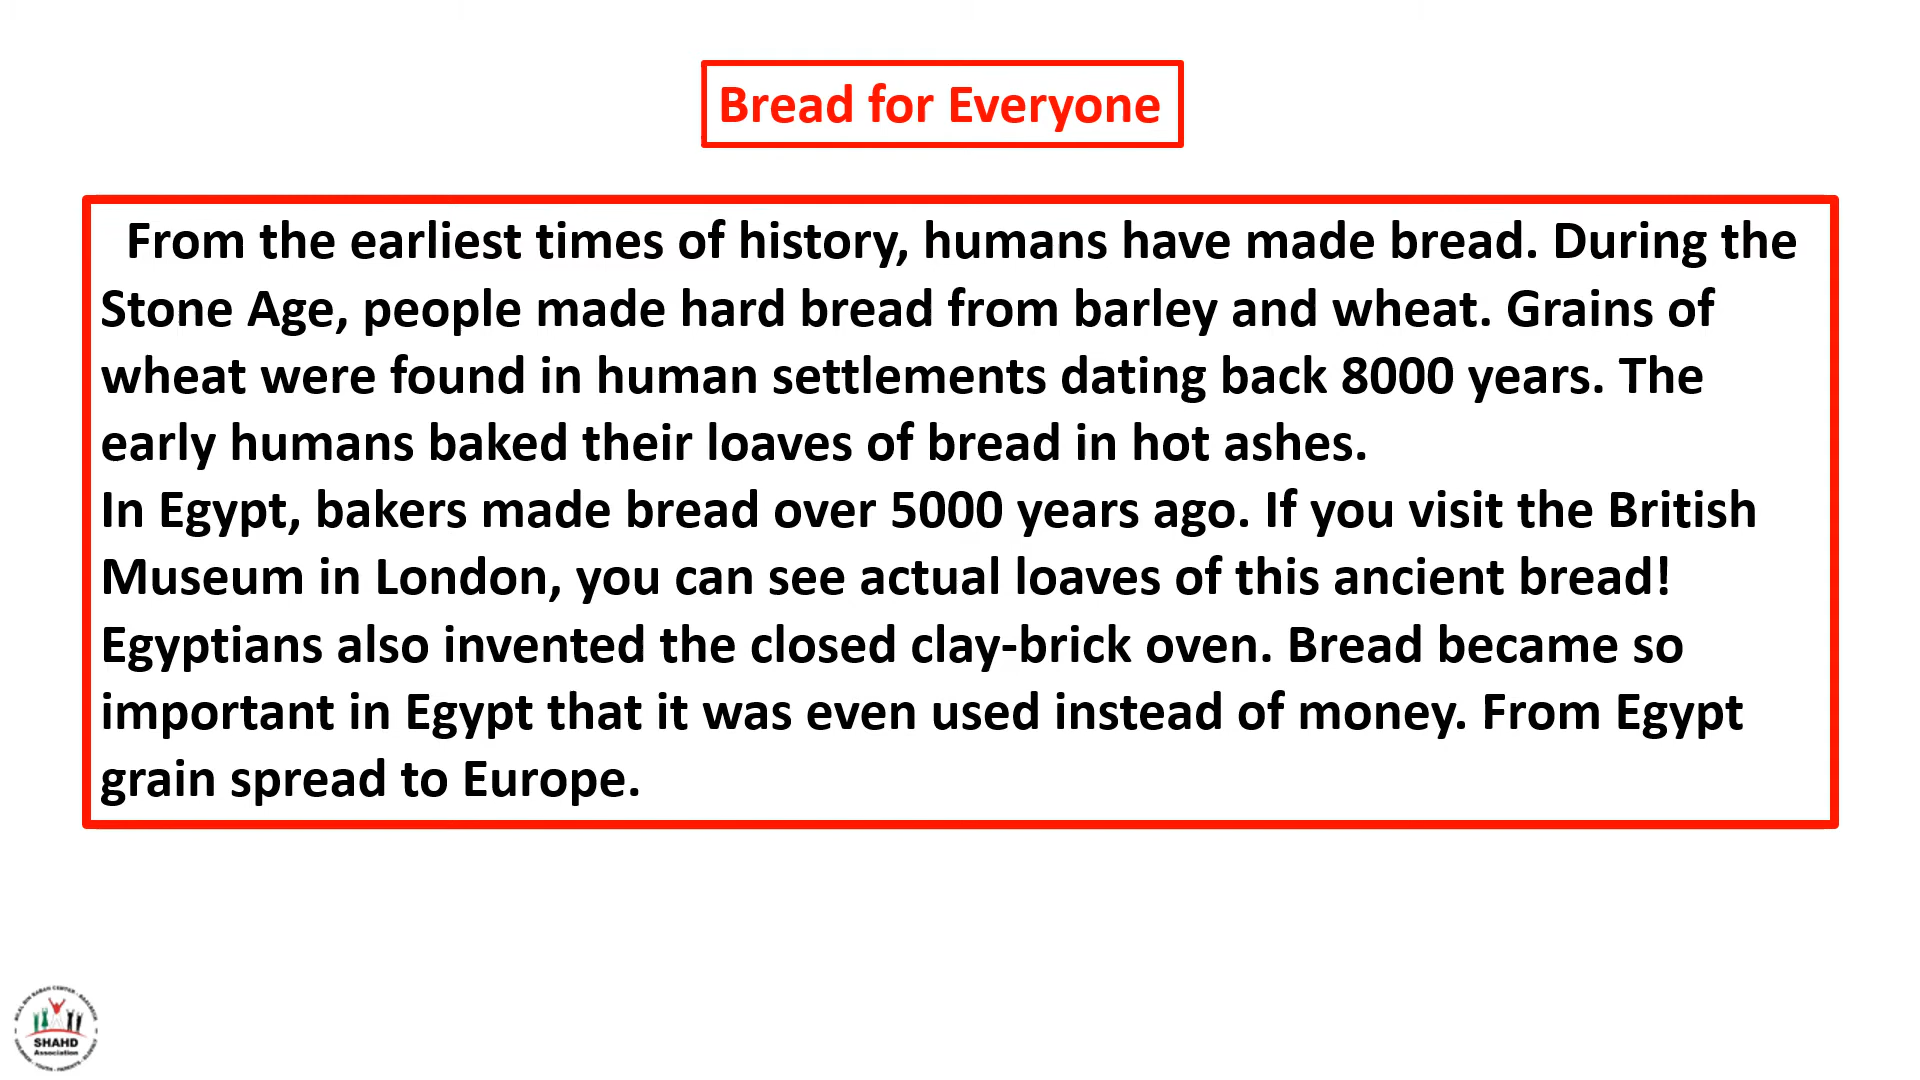 Bread for Everyone
From the earliest times of history, humans have made bread. During the
Stone Age, people made hard bread from barley and wheat. Grains of
wheat were found in human settlements dating back 8000 years. The
early humans baked their loaves of bread in hot ashes.
In Egypt, bakers made bread over 5000 years ago. If you visit the British
Museum in London, you can see actual loaves of this ancient bread!
Egyptians also invented the closed clay-brick oven. Bread became so
important in Egypt that it was even used instead of money. From Egypt
grain spread to Europe.
SHAHD
Association